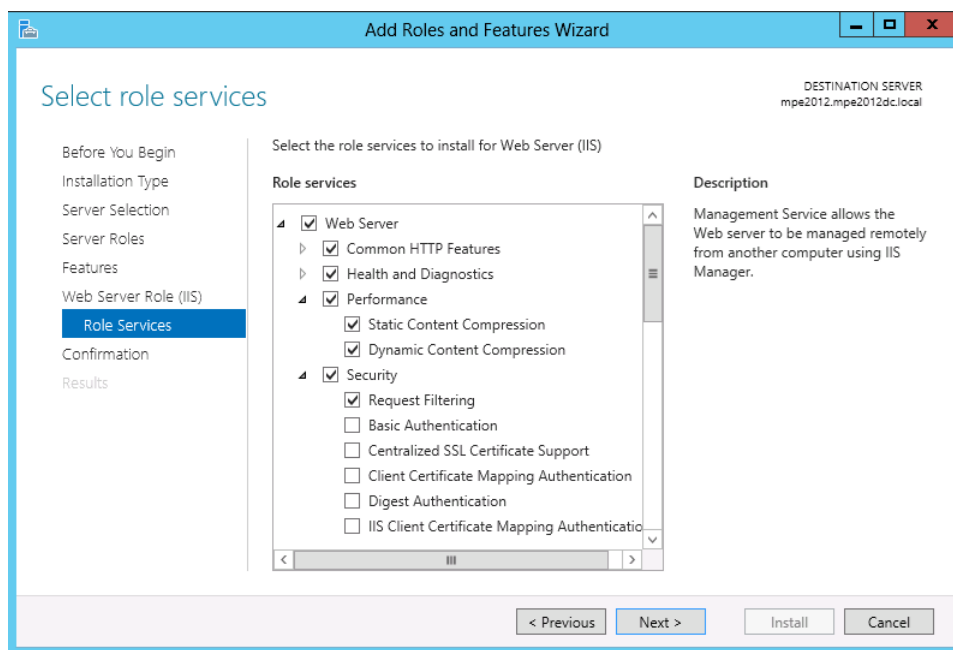 Add Roles and Features Wizard
Select role services
DESTINATION SERVER
mpe2012.mpe2012dc.local
Before You Begin
Installation Type
Server Selection
Server Roles
Features
Web Server Role (IIS)
Role Services
Confirmation
Results
Select the role services to install for Web Server (IIS)
Role services
Web Server
Common HTTP Features
Health and Diagnostics
Performance
Static Content Compression
Dynamic Content Compression
Security
Request Filtering
Basic Authentication
Centralized SSL Certificate Support
Client Certificate Mapping Authentication
Digest Authentication
IIS Client Certificate Mapping Authenticatio
Description
Management Service allows the
Web server to be managed remotely
from another computer using IIS
Manager.
< Previous
Next >
Install
Cancel